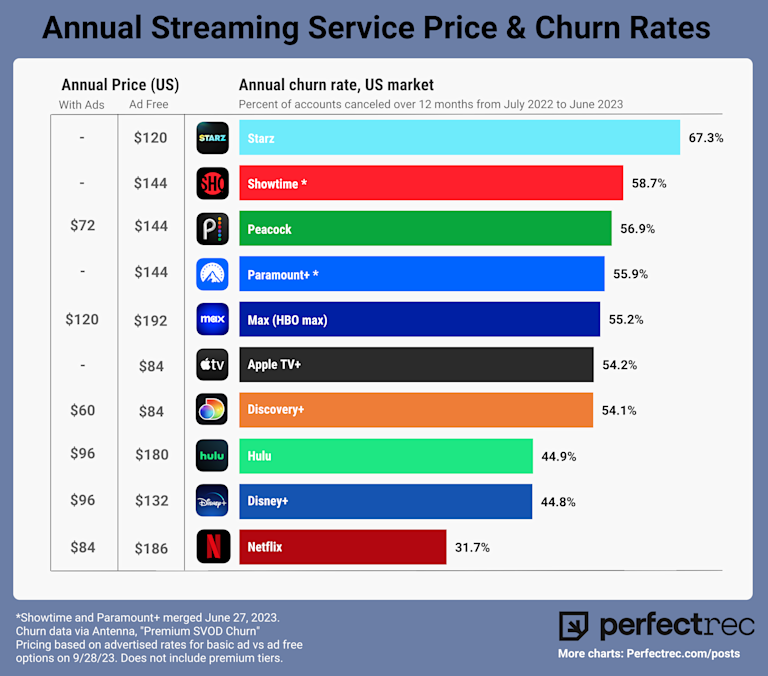 Annual Streaming Service Price & Churn Rates
Annual Price (US)
Annual churn rate, US market
With Ads Ad Free
Percent of accounts canceled over 12 months from July 2022 to June 2023
- $120 STARZ Starz 67.3%
- $144 SHO Showtime * 58.7%
$72 $144 P Peacock 56.9%
- $144 Paramount+ * 55.9%
$120 $192 max Max (HBO max) 55.2%
- $84 tv Apple TV+ 54.2%
$60 $84 Discovery+ 54.1%
$96 $180 hulu Hulu 44.9%
$96 $132 Disney+ Disney+ 44.8%
$84 $186 N Netflix 31.7%
*Showtime and Paramount+ merged June 27, 2023.
Churn data via Antenna, "Premium SVOD Churn"
Pricing based on advertised rates for basic ad vs ad free
options on 9/28/23. Does not include premium tiers.
perfectrec
More charts: Perfectrec.com/posts